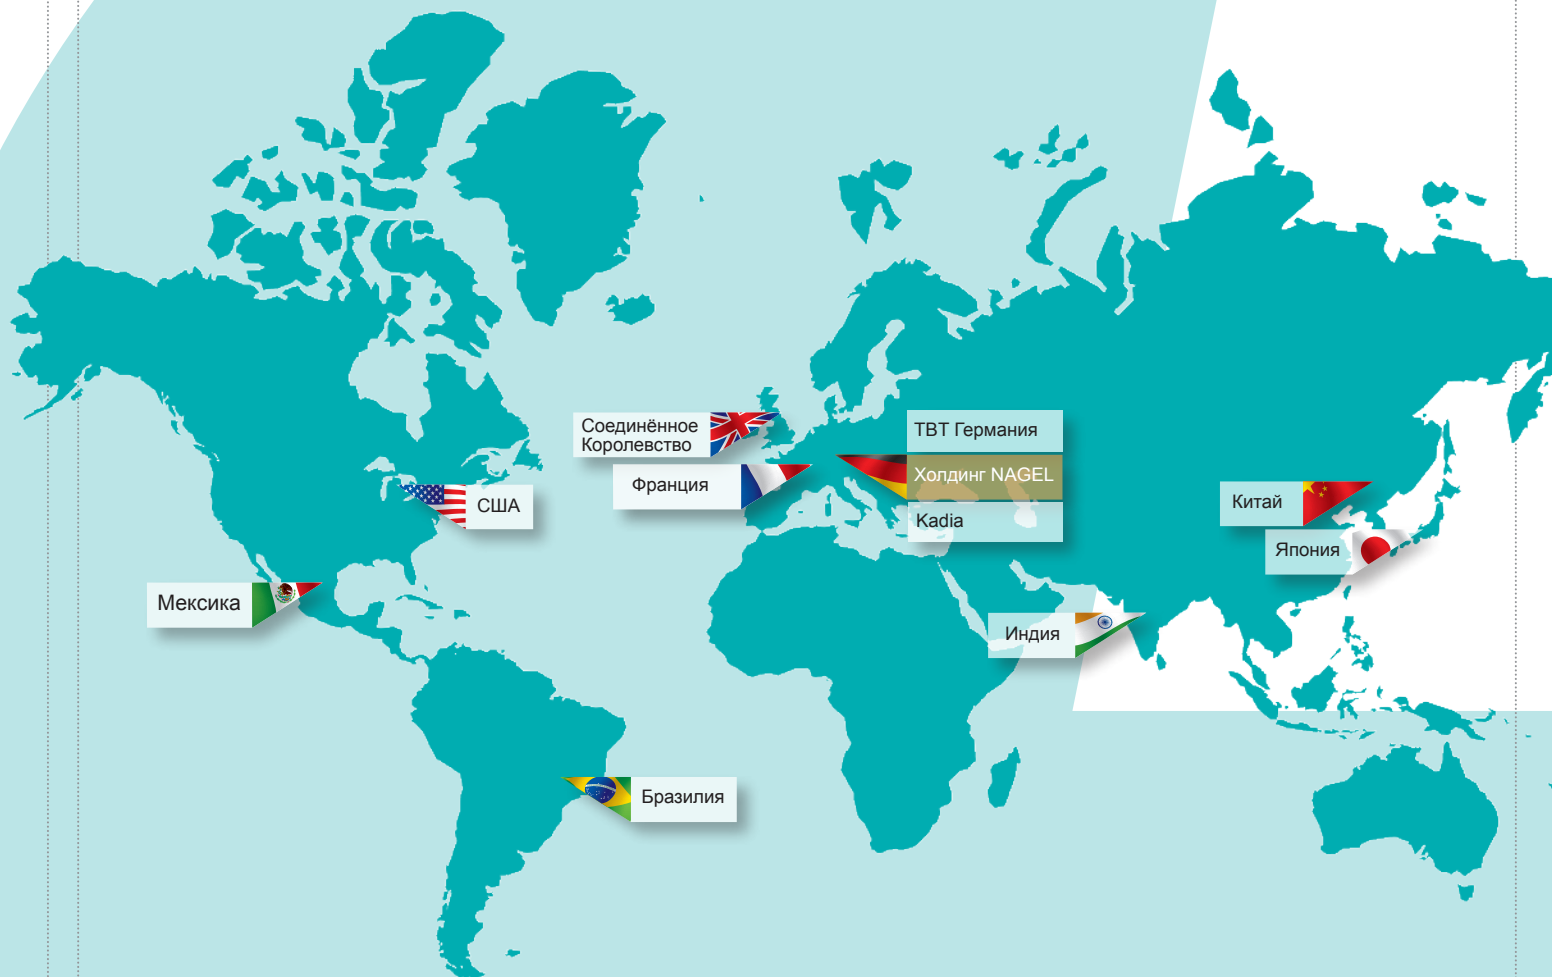 Соединённое
Королевство
Франция
США
Мексика
Бразилия
ТВТ Германия
Холдинг NAGEL
Kadia
Китай
Япония
Индия